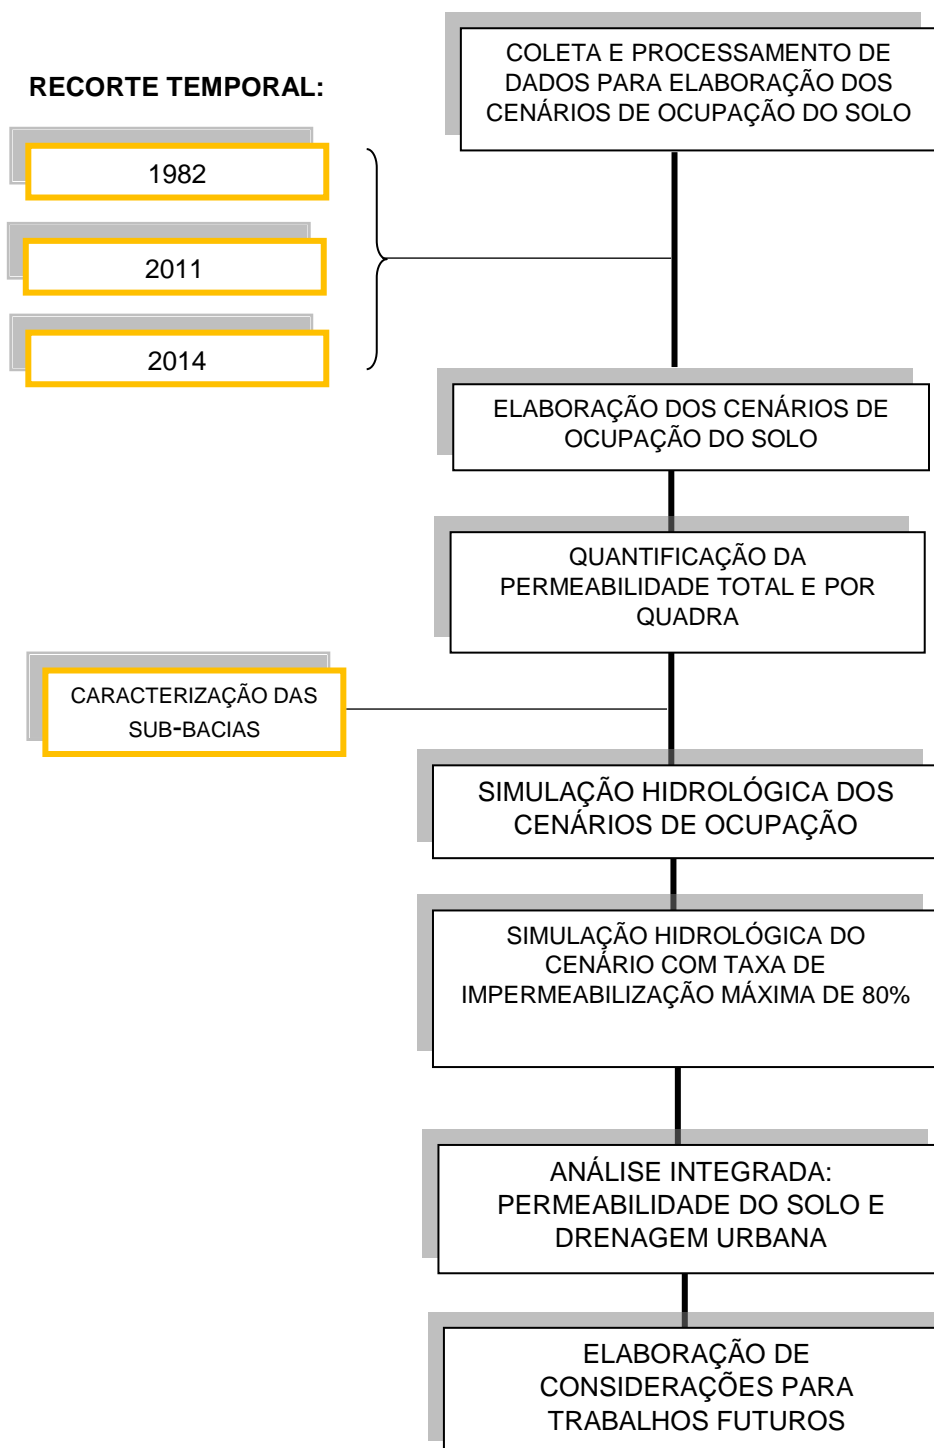 COLETA E PROCESSAMENTO DE
DADOS PARA ELABORAÇÃO DOS
CENÁRIOS DE OCUPAÇÃO DO SOLO
RECORTE TEMPORAL:
1982
2011
2014
ELABORAÇÃO DOS CENÁRIOS DE
OCUPAÇÃO DO SOLO
QUANTIFICAÇÃO DA
PERMEABILIDADE TOTAL E POR
QUADRA
CARACTERIZAÇÃO DAS
SUB-BACIAS
SIMULAÇÃO HIDROLÓGICA DOS
CENÁRIOS DE OCUPAÇÃO
SIMULAÇÃO HIDROLÓGICA DO
CENÁRIO COM TAXA DE
IMPERMEABILIZAÇÃO MÁXIMA DE 80%
ANÁLISE INTEGRADA:
PERMEABILIDADE DO SOLO E
DRENAGEM URBANA
ELABORAÇÃO DE
CONSIDERAÇÕES PARA
TRABALHOS FUTUROS